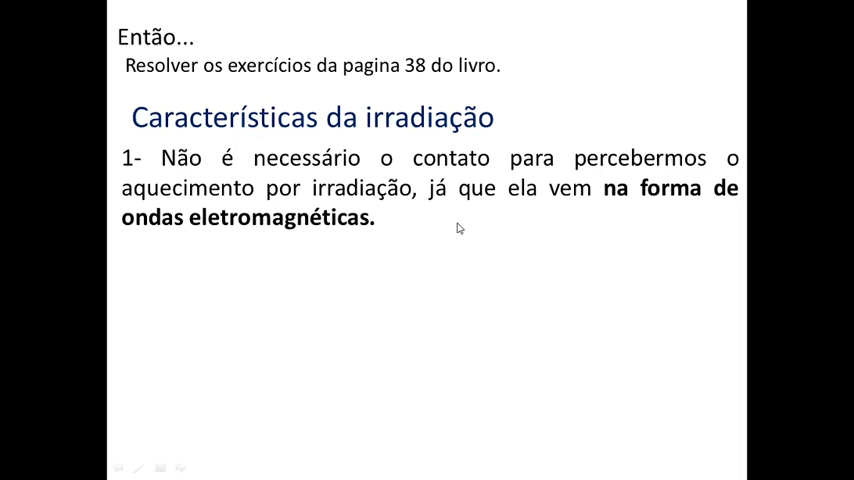 Então...
Resolver os exercícios da pagina 38 do livro.
Características da irradiação
1- Não é necessário o contato para percebermos o
aquecimento por irradiação, já que ela vem na forma de
ondas eletromagnéticas.